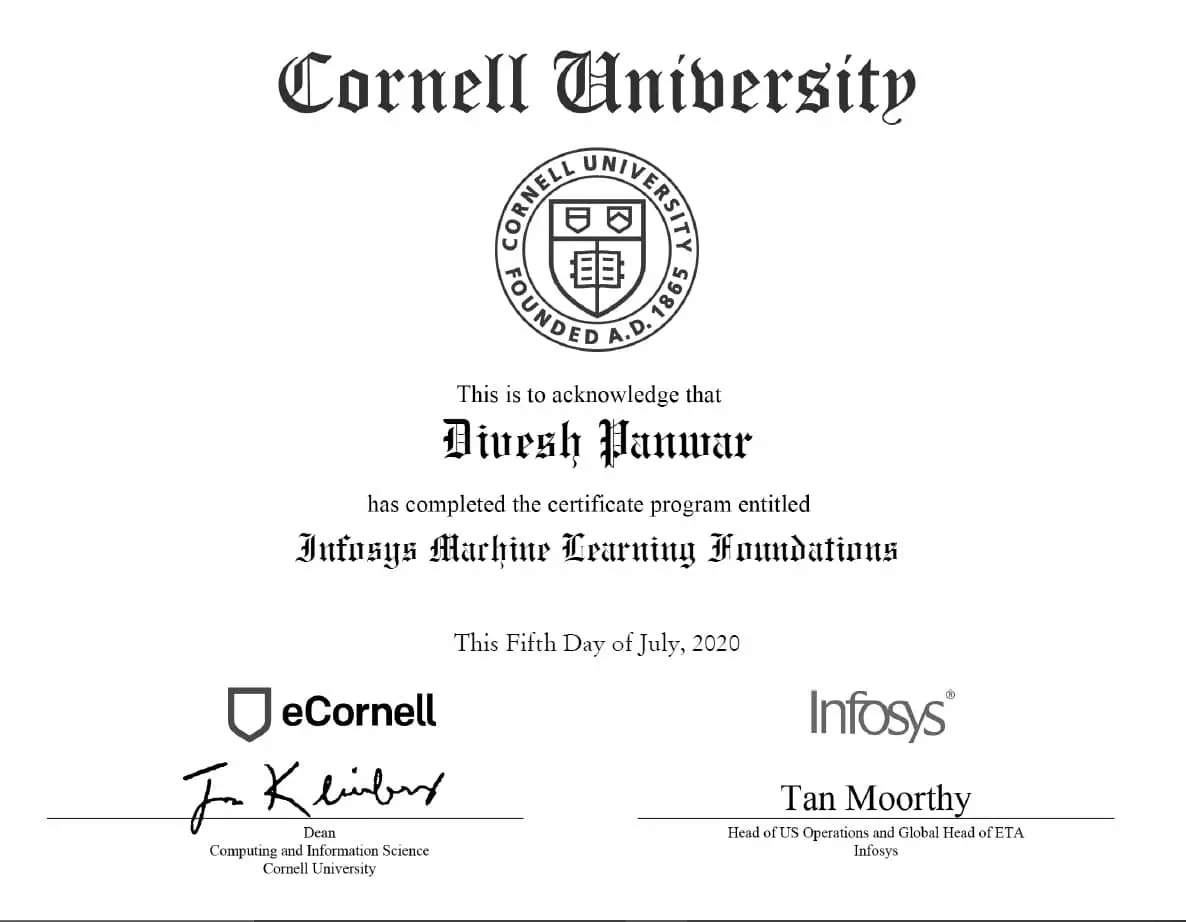 Cornell University
CORNELL UNIVERSITY
FOUNDED A.D. 1865
This is to acknowledge that
Divesh Panwar
has completed the certificate program entitled
Infosys Machine Learning Foundations
This Fifth Day of July, 2020
eCornell
Infosys®
Jon Kleinberg
Tan Moorthy
Dean
Computing and Information Science
Cornell University
Head of US Operations and Global Head of ETA
Infosys